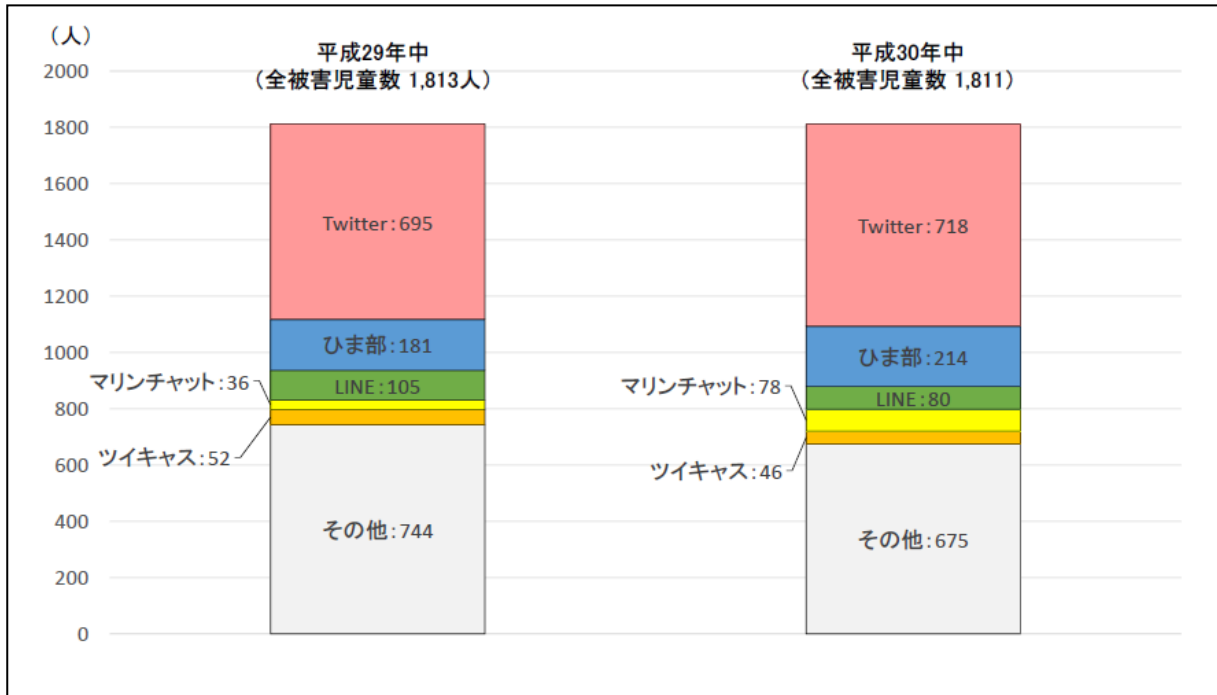 （人）
平成29年中
（全被害児童数 1,813人）
平成30年中
（全被害児童数 1,811）
2000
1800
1600
1400
1200
1000
800
600
400
200
0
Twitter：695
ひま部：181
LINE：105
マリンチャット：36
ツイキャス：52
その他：744
Twitter：718
ひま部：214
LINE：80
マリンチャット：78
ツイキャス：46
その他：675